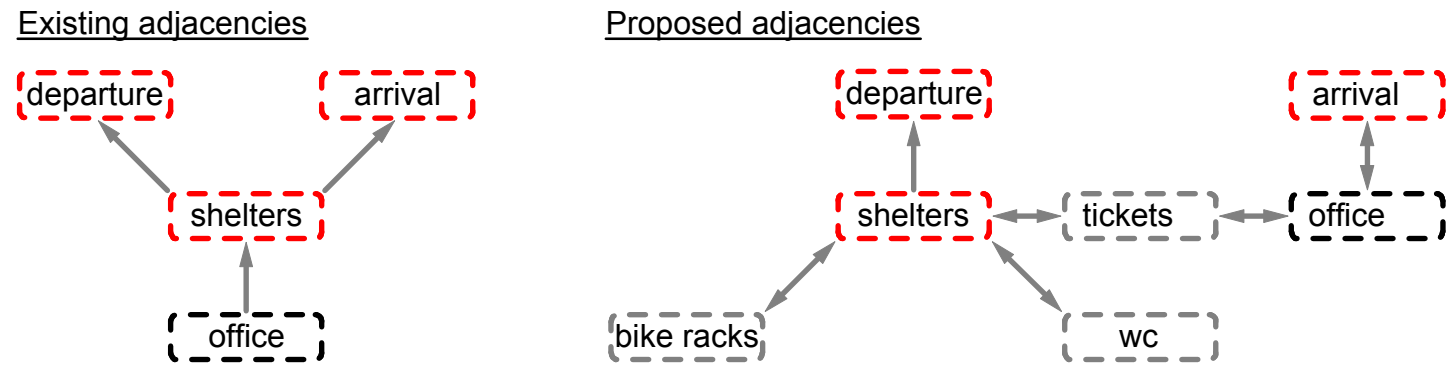 Existing adjacencies
departure
arrival
shelters
office
Proposed adjacencies
departure
arrival
shelters
tickets
office
bike racks
wc